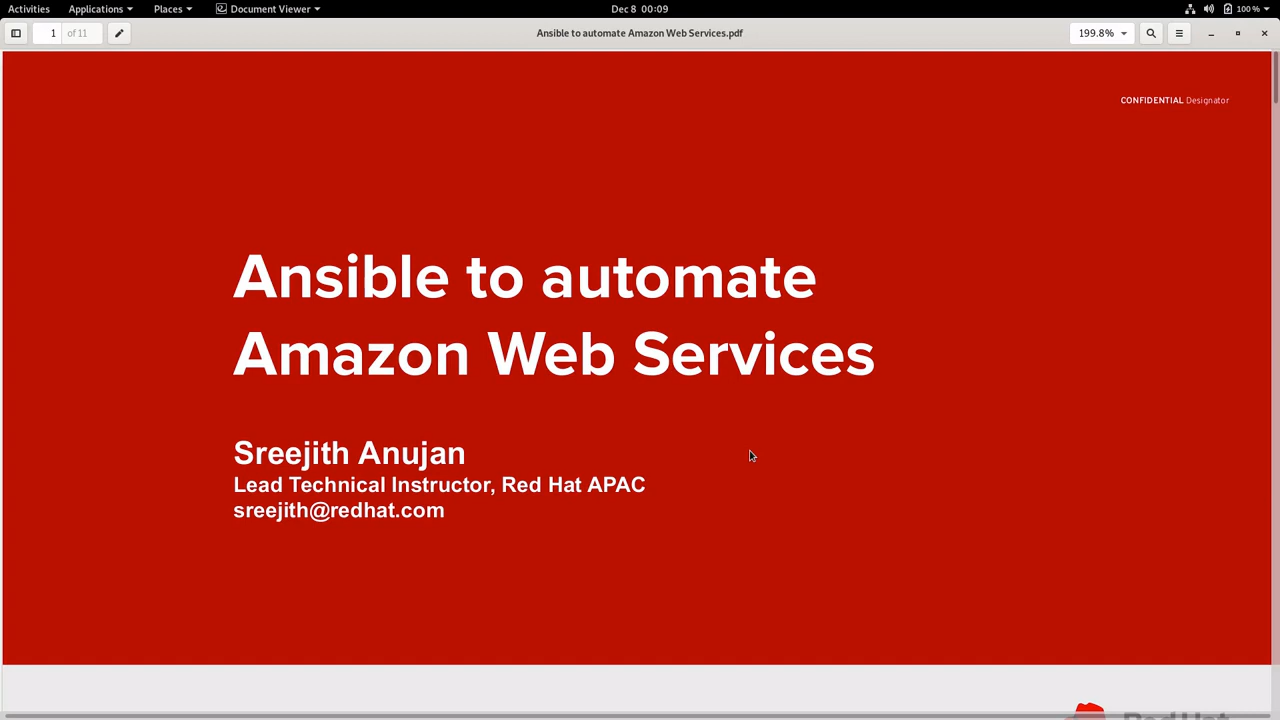 Activities Applications Places Document Viewer Dec 8 00:09 100 %
1 of 11 Ansible to automate Amazon Web Services.pdf 199.8%
CONFIDENTIAL Designator
Ansible to automate
Amazon Web Services
Sreejith Anujan
Lead Technical Instructor, Red Hat APAC
sreejith@redhat.com
Red Hat